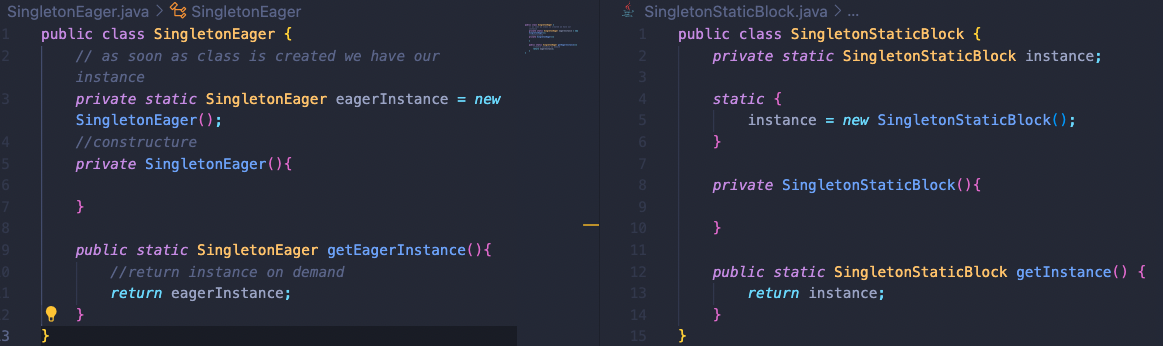 SingletonEager.java > SingletonEager
1 public class SingletonEager {
2 // as soon as class is created we have our
instance
3 private static SingletonEager eagerInstance = new
SingletonEager();
4 //constructure
5 private SingletonEager(){
6
7 }
8
9 public static SingletonEager getEagerInstance(){
0 //return instance on demand
1 return eagerInstance;
2 }
3 }
SingletonStaticBlock.java > ...
1 public class SingletonStaticBlock {
2 private static SingletonStaticBlock instance;
3
4 static {
5 instance = new SingletonStaticBlock();
6 }
7
8 private SingletonStaticBlock(){
9
10 }
11
12 public static SingletonStaticBlock getInstance() {
13 return instance;
14 }
15 }